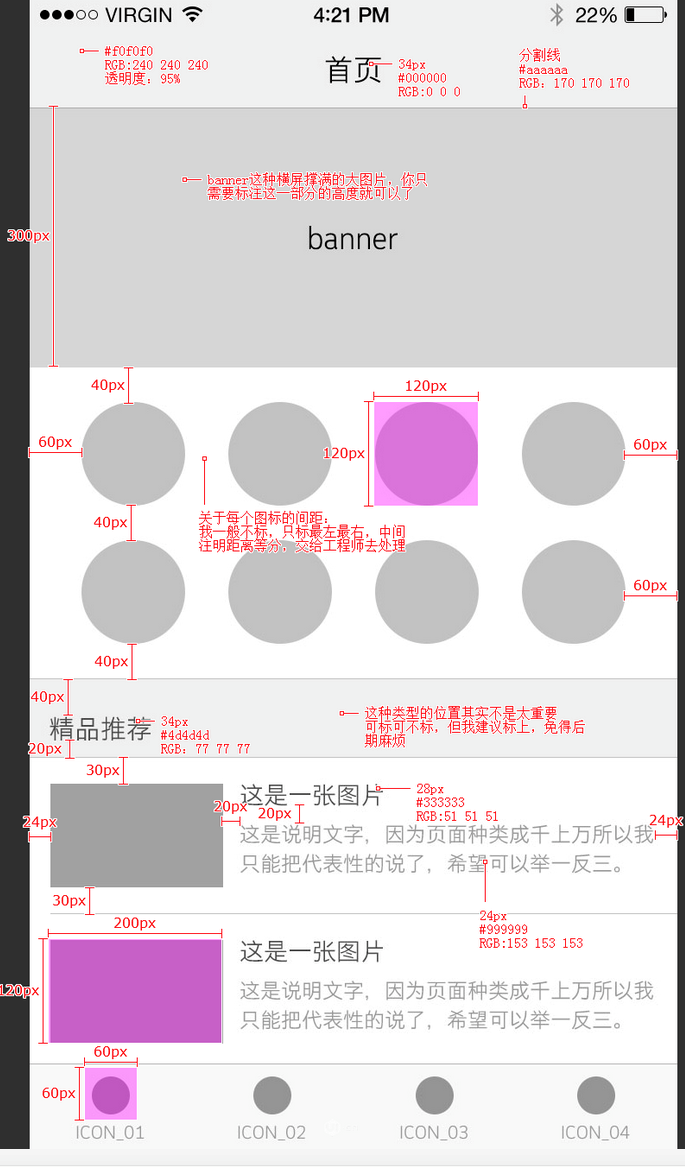 VIRGIN 4:21 PM 22%
#f0f0f0
RGB:240 240 240
透明度：95%
首页
34px
#000000
RGB:0 0 0
分割线
#aaaaaa
RGB：170 170 170
banner这种横屏撑满的大图片，你只
需要标注这一部分的高度就可以了
300px
banner
40px
120px
60px
120px
60px
40px
关于每个图标的间距：
我一般不标，只标最左最右，中间
注明距离等分，交给工程师去处理
60px
40px
40px
精品推荐
34px
#4d4d4d
RGB：77 77 77
这种类型的位置其实不是太重要
可标可不标，但我建议标上，免得后
期麻烦
20px
30px
这是一张图片
28px
#333333
RGB:51 51 51
20px
20px
24px
24px
这是说明文字，因为页面种类成千上万所以我
只能把代表性的说了，希望可以举一反三。
30px
24px
#999999
RGB:153 153 153
200px
这是一张图片
120px
这是说明文字，因为页面种类成千上万所以我
只能把代表性的说了，希望可以举一反三。
60px
60px
ICON_01 ICON_02 ICON_03 ICON_04